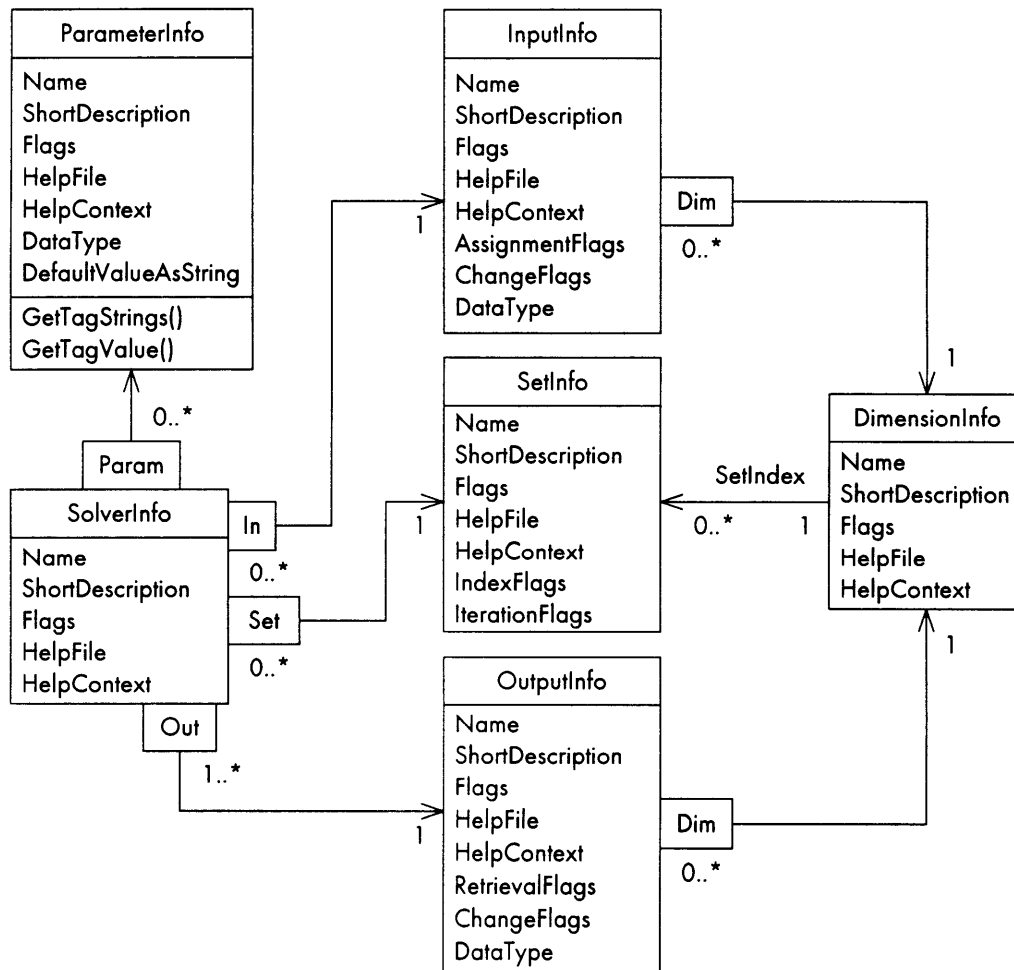 ParameterInfo
Name
ShortDescription
Flags
HelpFile
HelpContext
DataType
DefaultValueAsString
GetTagStrings()
GetTagValue()
0..*
Param
SolverInfo
Name
ShortDescription
Flags
HelpFile
HelpContext
In
0..*
Set
0..*
Out
1..*
InputInfo
Name
ShortDescription
Flags
HelpFile
HelpContext
AssignmentFlags
ChangeFlags
DataType
1
Dim
0..*
1
SetInfo
Name
ShortDescription
Flags
HelpFile
HelpContext
IndexFlags
IterationFlags
1
SetIndex
0..*
1
DimensionInfo
Name
ShortDescription
Flags
HelpFile
HelpContext
1
OutputInfo
Name
ShortDescription
Flags
HelpFile
HelpContext
RetrievalFlags
ChangeFlags
DataType
1
Dim
0..*